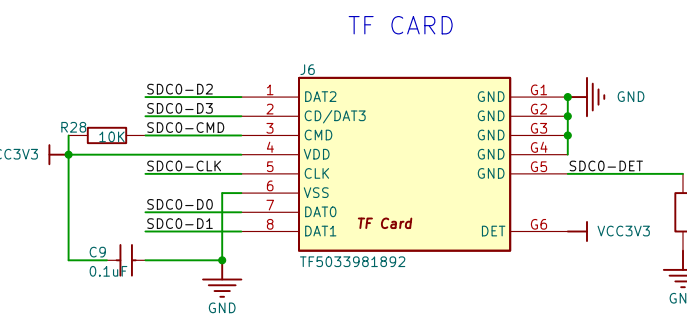 TF CARD
J6
SDC0-D2 1 DAT2 GND G1 GND
SDC0-D3 2 CD/DAT3 GND G2
R28 10K SDC0-CMD 3 CMD GND G3
CC3V3 4 VDD GND G4
SDC0-CLK 5 CLK GND G5 SDC0-DET
6 VSS
SDC0-D0 7 DAT0
SDC0-D1 8 DAT1 TF Card DET G6 VCC3V3
C9
0.1uF
TF5033981892
GND
GN